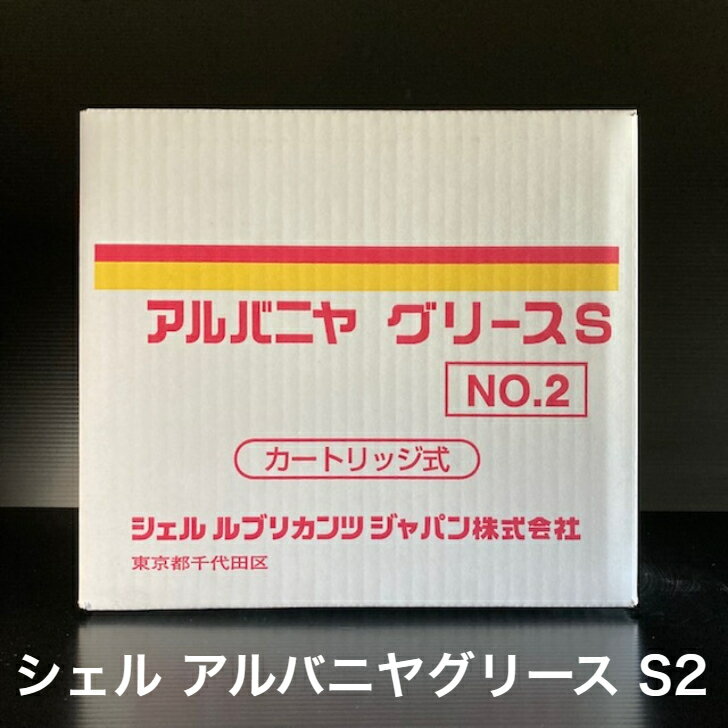 アルバニヤ グリースS
NO.2
カートリッジ式
シェル ルブリカンツ ジャパン株式会社
東京都千代田区
シェル アルバニヤグリース S2